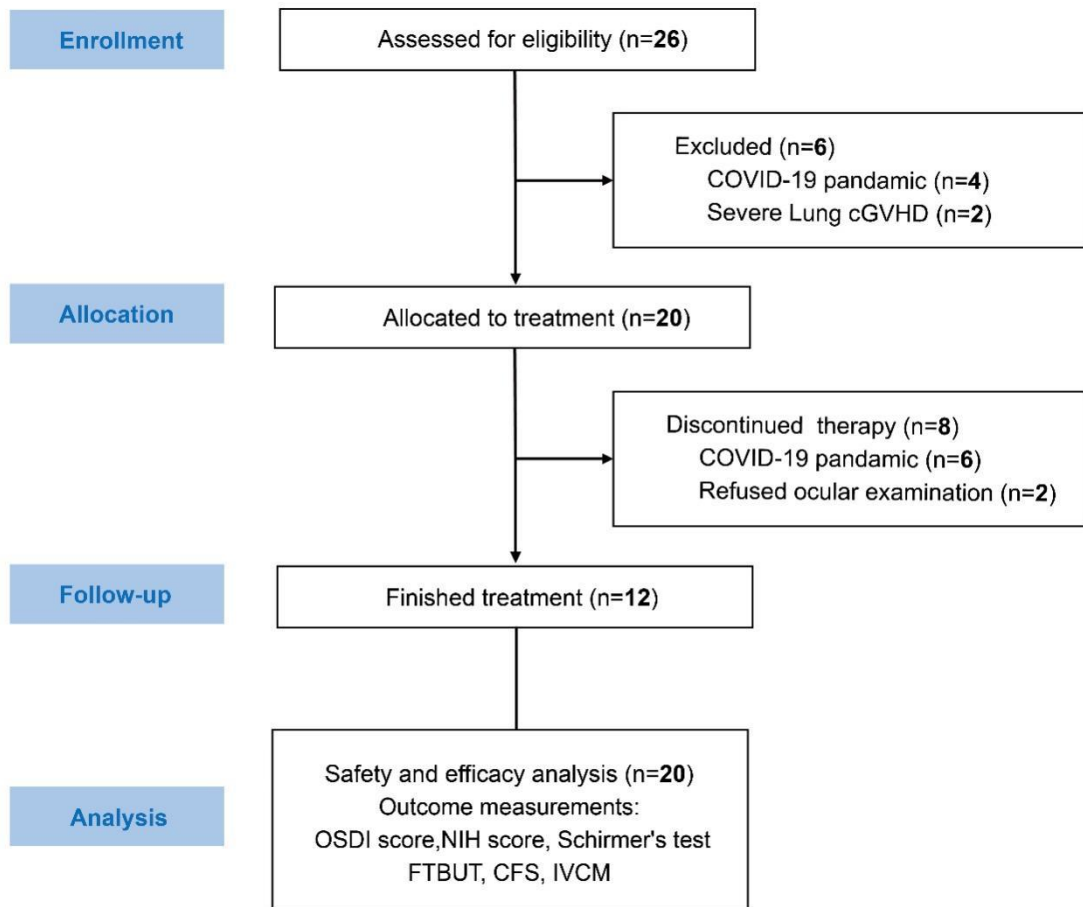 Enrollment
Assessed for eligibility (n=26)
Excluded (n=6)
COVID-19 pandamic (n=4)
Severe Lung cGVHD (n=2)
Allocation
Allocated to treatment (n=20)
Discontinued therapy (n=8)
COVID-19 pandamic (n=6)
Refused ocular examination (n=2)
Follow-up
Finished treatment (n=12)
Analysis
Safety and efficacy analysis (n=20)
Outcome measurements:
OSDI score,NIH score, Schirmer's test
FTBUT, CFS, IVCM